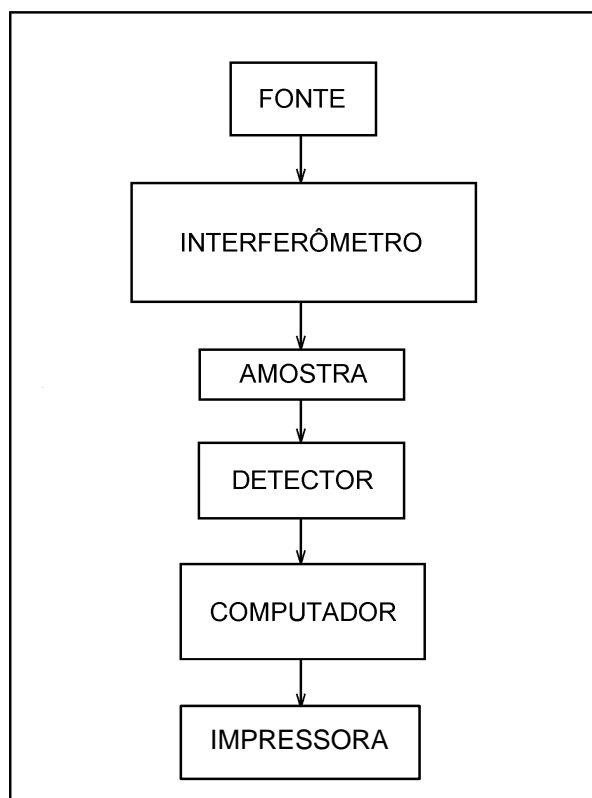 FONTE
INTERFERÔMETRO
AMOSTRA
DETECTOR
COMPUTADOR
IMPRESSORA